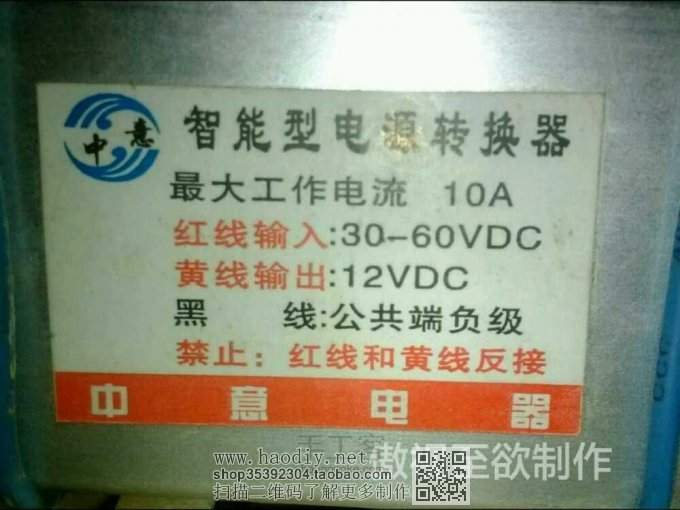 中意
智能型电源转换器
最大工作电流 10A
红线输入:30-60VDC
黄线输出:12VDC
黑 线:公共端负级
禁止: 红线和黄线反接
中 意 电 器
www.haodiy.net
shop35392304.taobao.com
扫描二维码了解更多制作
至欲制作